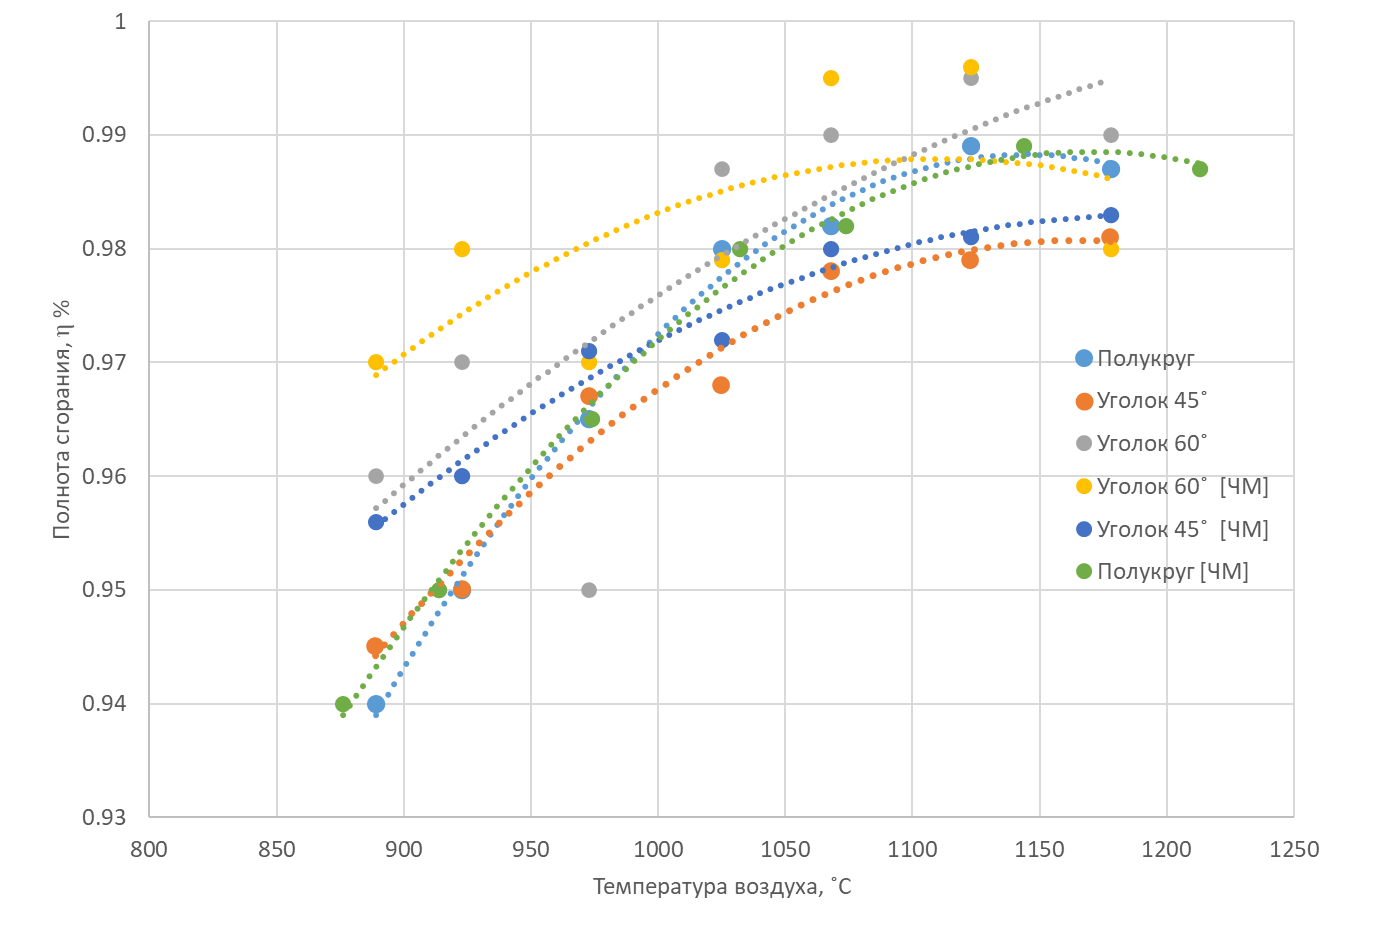 1
0.99
0.98
0.97
0.96
0.95
0.94
0.93
Полнота сгорания, η %
800 850 900 950 1000 1050 1100 1150 1200 1250
Температура воздуха, ˚С
Полукруг
Уголок 45˚
Уголок 60˚
Уголок 60˚ [ЧМ]
Уголок 45˚ [ЧМ]
Полукруг [ЧМ]